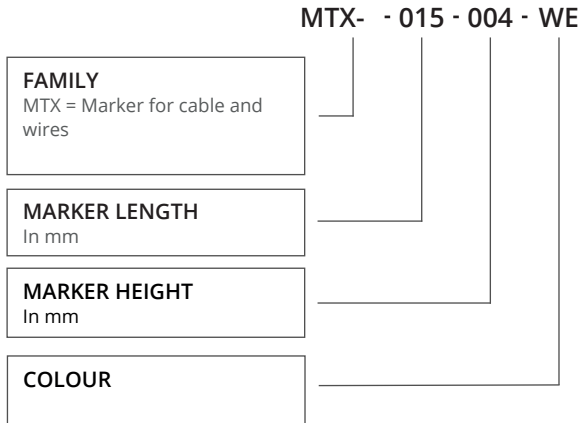 MTX- - 015 - 004 - WE
FAMILY
MTX = Marker for cable and
wires
MARKER LENGTH
In mm
MARKER HEIGHT
In mm
COLOUR